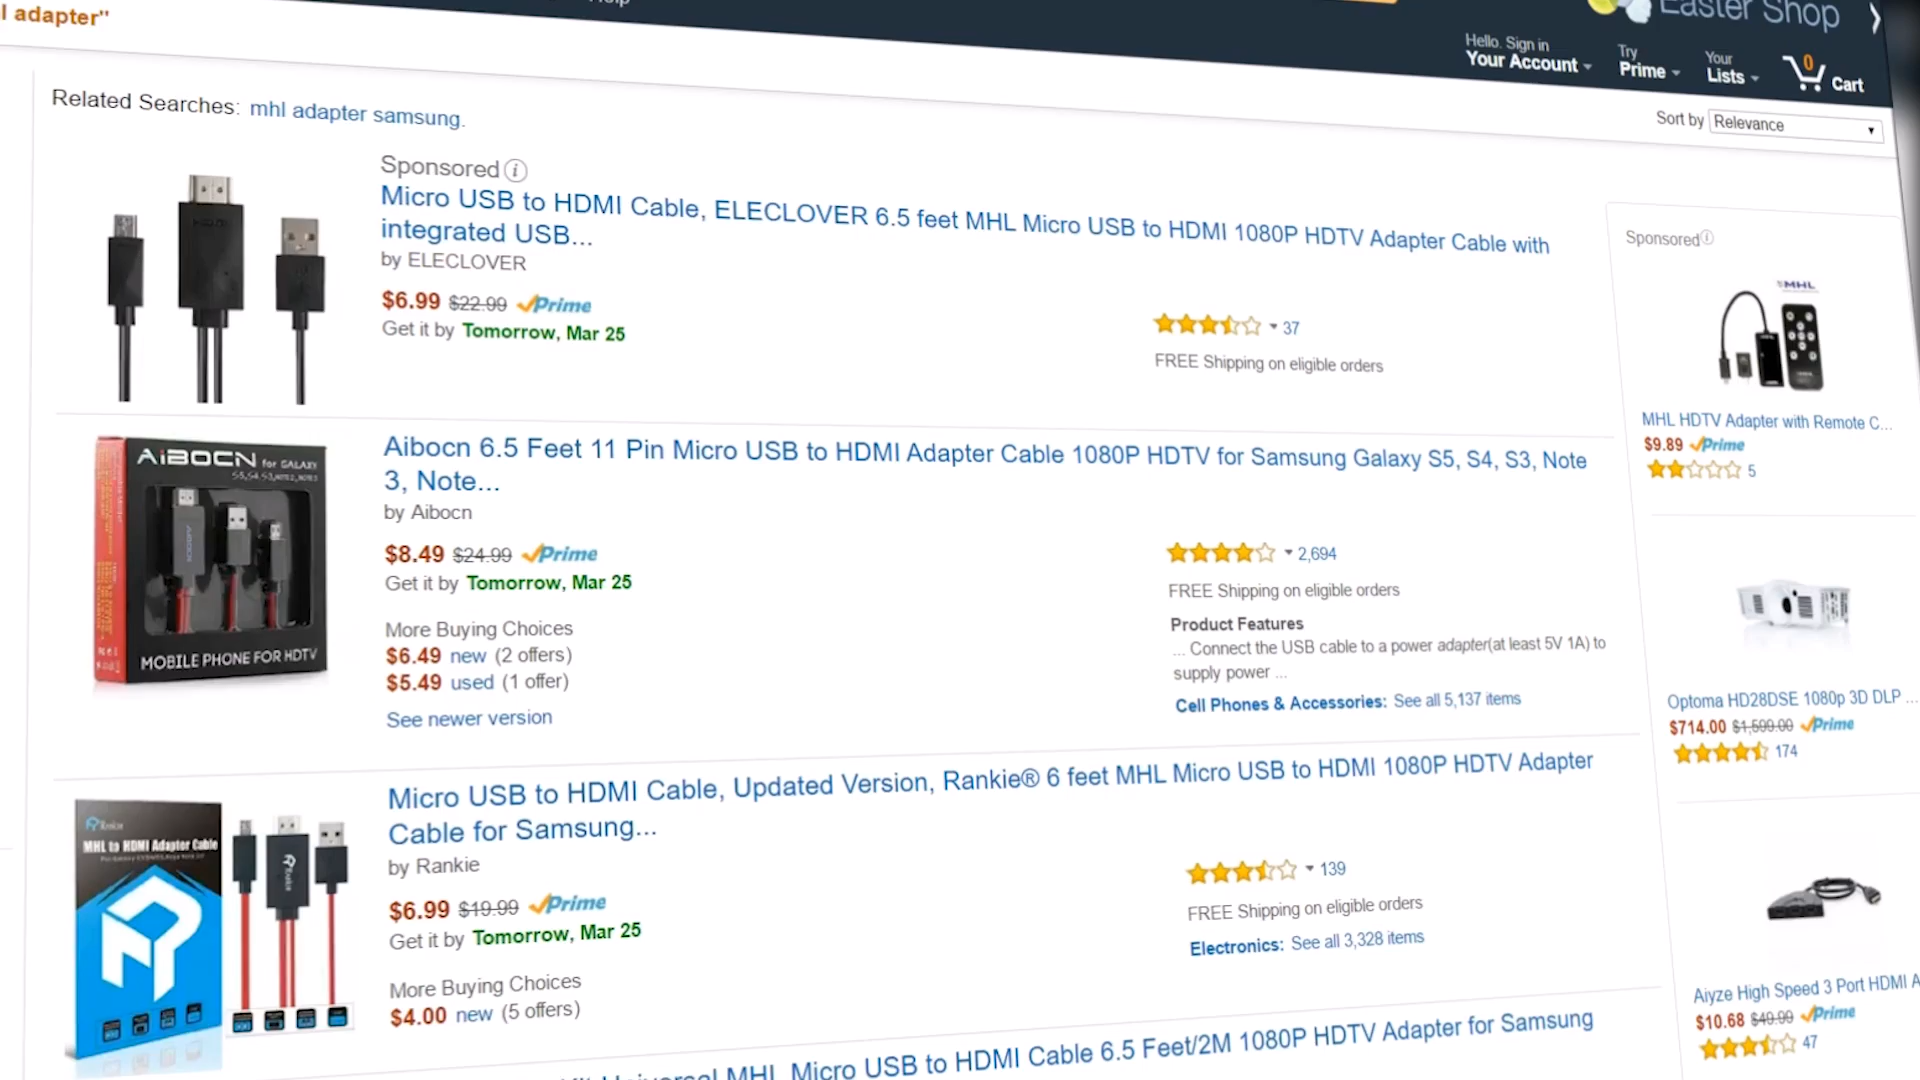 l adapter"
Easter Shop
Hello. Sign in
Your Account
Try
Prime
Your
Lists
0
Cart
Related Searches: mhl adapter samsung.
Sort by Relevance
Sponsored
Micro USB to HDMI Cable, ELECLOVER 6.5 feet MHL Micro USB to HDMI 1080P HDTV Adapter Cable with
integrated USB...
by ELECLOVER
$6.99 $22.99 Prime
Get it by Tomorrow, Mar 25
37
FREE Shipping on eligible orders
AiBOCN for GALAXY
MOBILE PHONE FOR HDTV
Aibocn 6.5 Feet 11 Pin Micro USB to HDMI Adapter Cable 1080P HDTV for Samsung Galaxy S5, S4, S3, Note
3, Note...
by Aibocn
$8.49 $24.99 Prime
Get it by Tomorrow, Mar 25
More Buying Choices
$6.49 new (2 offers)
$5.49 used (1 offer)
See newer version
2,694
FREE Shipping on eligible orders
Product Features
... Connect the USB cable to a power adapter(at least 5V 1A) to
supply power ...
Cell Phones & Accessories: See all 5,137 items
Rankie
MHL to HDMI Adapter Cable
Micro USB to HDMI Cable, Updated Version, Rankie® 6 feet MHL Micro USB to HDMI 1080P HDTV Adapter
Cable for Samsung...
by Rankie
$6.99 $19.99 Prime
Get it by Tomorrow, Mar 25
More Buying Choices
$4.00 new (5 offers)
139
FREE Shipping on eligible orders
Electronics: See all 3,328 items
MHL Micro USB to HDMI Cable 6.5 Feet/2M 1080P HDTV Adapter for Samsung
Sponsored
MHL
MHL HDTV Adapter with Remote C...
$9.89 Prime
5
Optoma HD28DSE 1080p 3D DLP ...
$714.00 $1,599.00 Prime
174
Aiyze High Speed 3 Port HDMI A
$10.68 $49.99 Prime
47